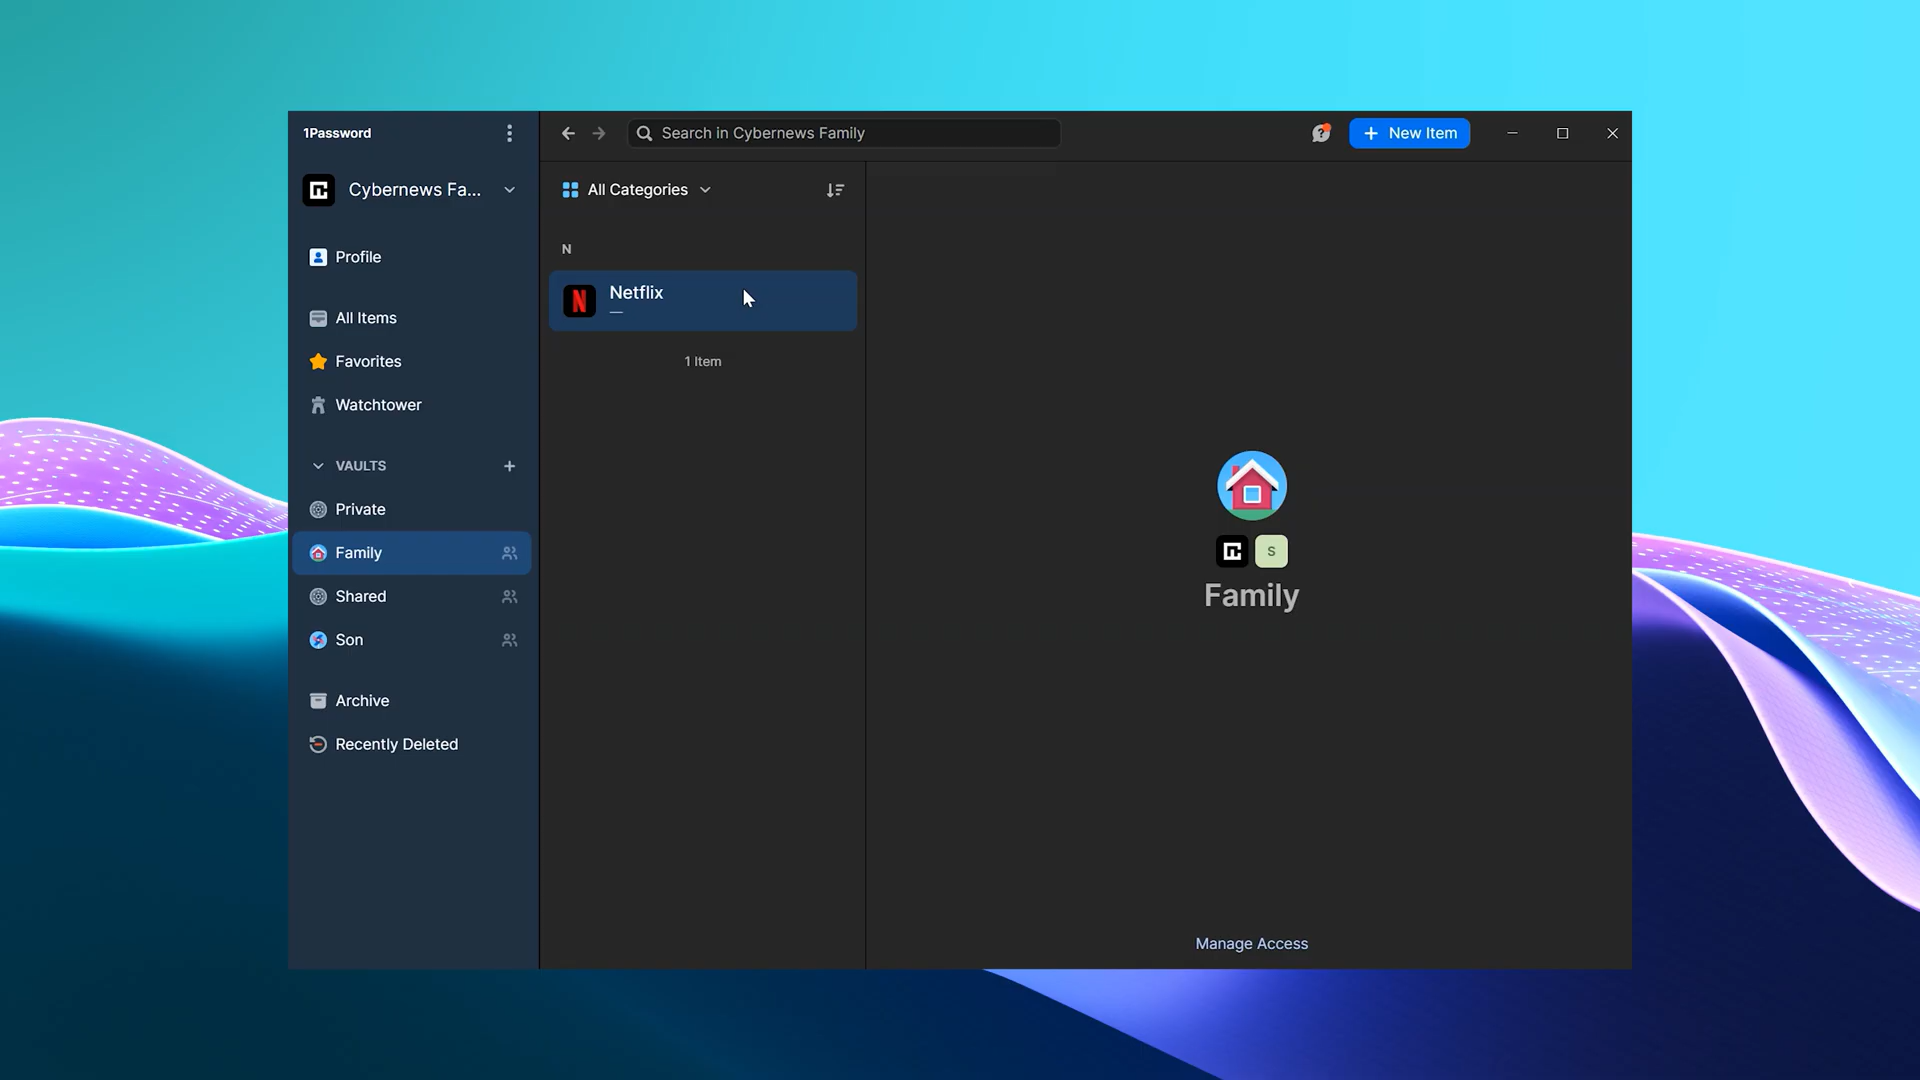 1Password
Search in Cybernews Family
New Item
Cybernews Fa...
Profile
All Items
Favorites
Watchtower
VAULTS
Private
Family
Shared
Son
Archive
Recently Deleted
All Categories
N
N
Netflix
—
1 Item
S
Family
Manage Access